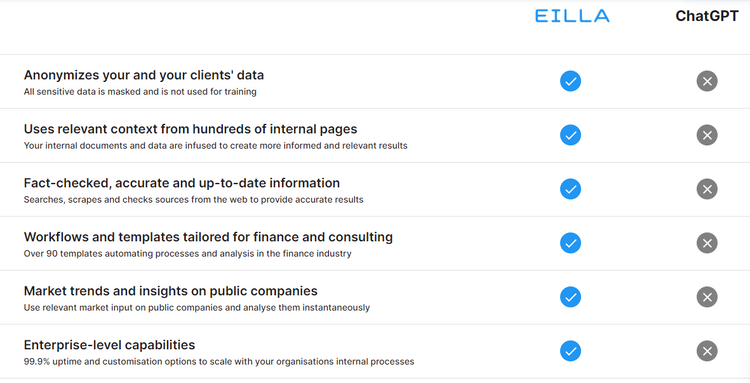 EILLA ChatGPT
Anonymizes your and your clients' data
All sensitive data is masked and is not used for training
Uses relevant context from hundreds of internal pages
Your internal documents and data are infused to create more informed and relevant results
Fact-checked, accurate and up-to-date information
Searches, scrapes and checks sources from the web to provide accurate results
Workflows and templates tailored for finance and consulting
Over 90 templates automating processes and analysis in the finance industry
Market trends and insights on public companies
Use relevant market input on public companies and analyse them instantaneously
Enterprise-level capabilities
99.9% uptime and customisation options to scale with your organisations internal processes